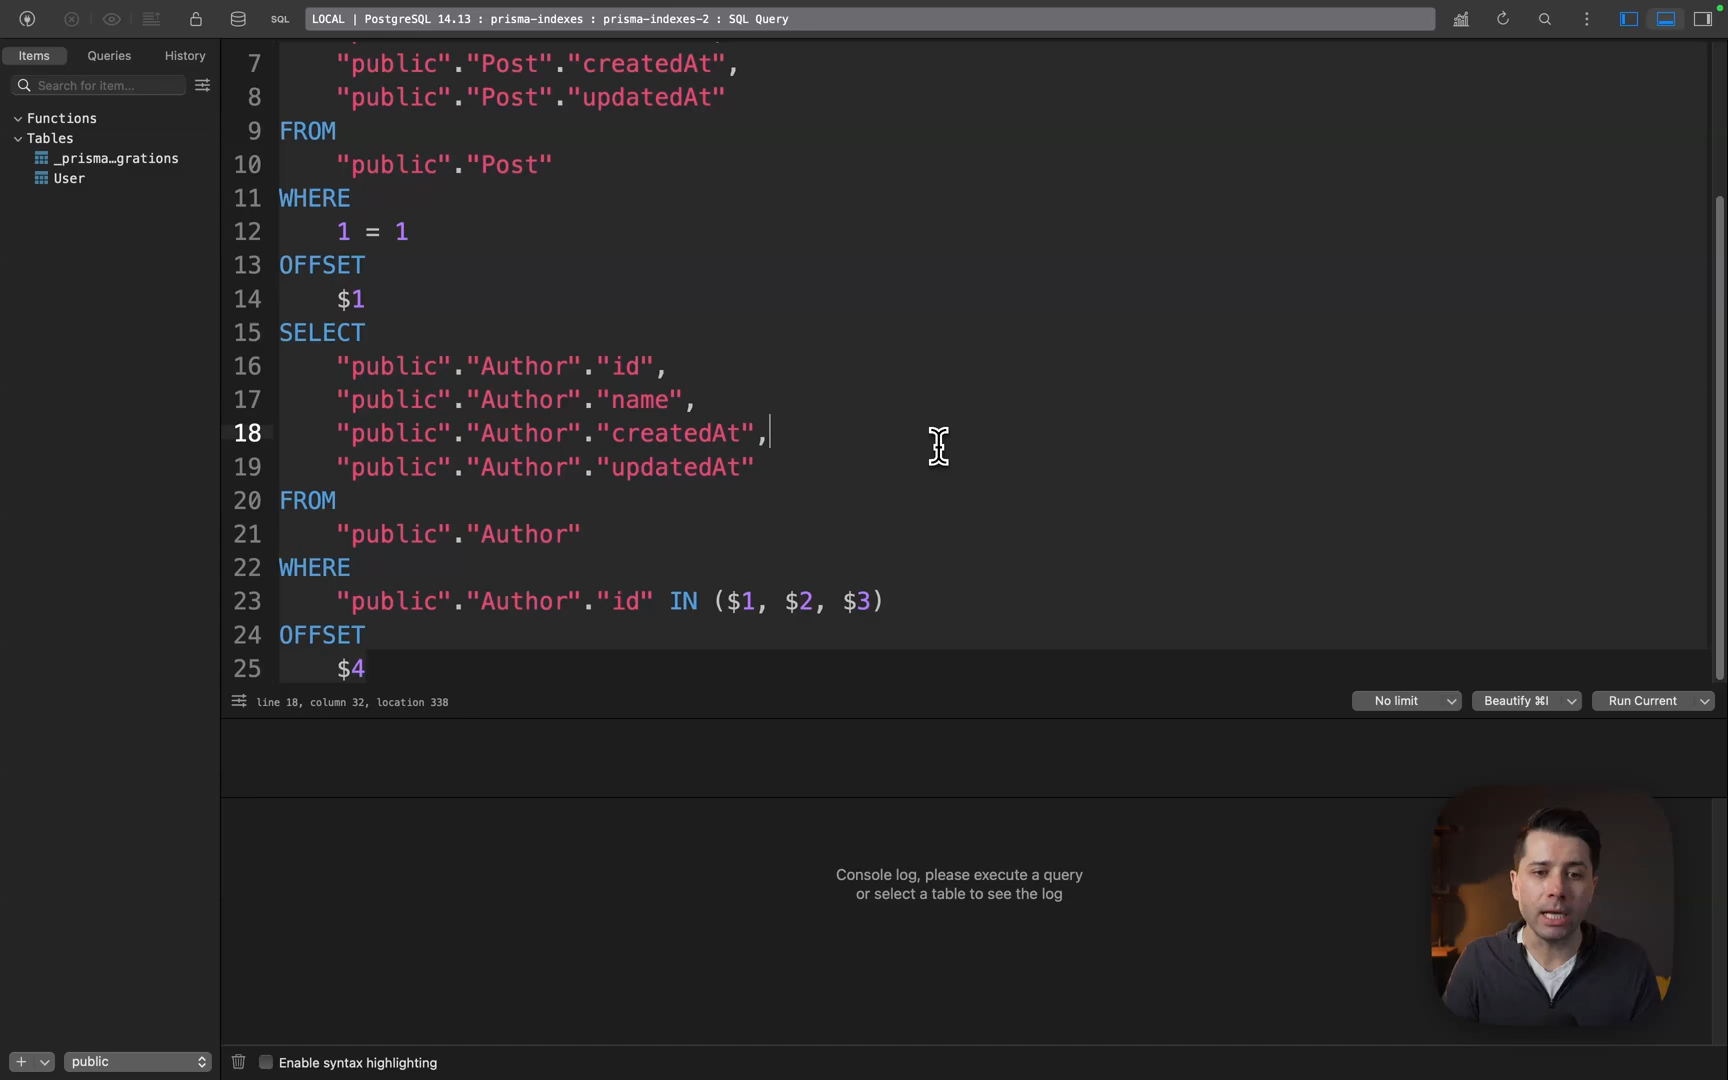 SQL
LOCAL | PostgreSQL 14.13 : prisma-indexes : prisma-indexes-2 : SQL Query
Items
Queries
History
Search for item...
Functions
Tables
_prisma…grations
User
7 "public"."Post"."createdAt",
8 "public"."Post"."updatedAt"
9 FROM
10 "public"."Post"
11 WHERE
12 1 = 1
13 OFFSET
14 $1
15 SELECT
16 "public"."Author"."id",
17 "public"."Author"."name",
18 "public"."Author"."createdAt",
19 "public"."Author"."updatedAt"
20 FROM
21 "public"."Author"
22 WHERE
23 "public"."Author"."id" IN ($1, $2, $3)
24 OFFSET
25 $4
line 18, column 32, location 338
No limit
Beautify ⌘I
Run Current
Console log, please execute a query
or select a table to see the log
public
Enable syntax highlighting